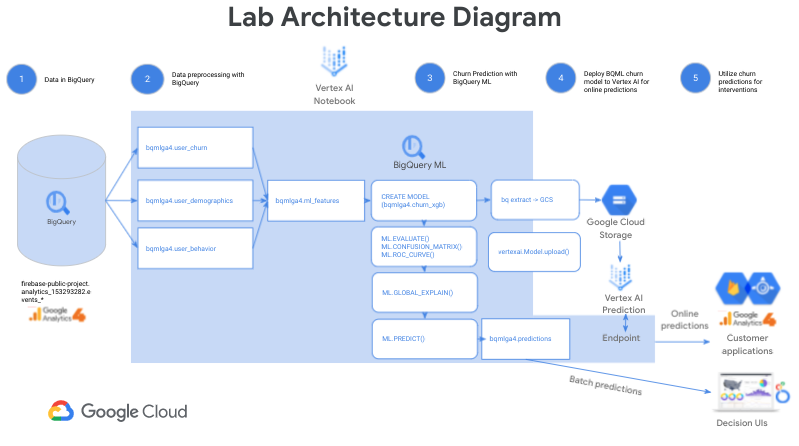 Lab Architecture Diagram
1
Data in BigQuery
2
Data preprocessing with
BigQuery
Vertex AI
Notebook
3
Churn Prediction with
BigQuery ML
4
Deploy BQML churn
model to Vertex AI for
online predictions
5
Utilize churn
predictions for
interventions
BigQuery
firebase-public-project.
analytics_153293282.e
vents_*
Google
Analytics 4
bqmlga4.user_churn
bqmlga4.user_demographics
bqmlga4.user_behavior
bqmlga4.ml_features
BigQuery ML
CREATE MODEL
(bqmlga4.churn_xgb)
ML.EVALUATE()
ML.CONFUSION_MATRIX()
ML.ROC_CURVE()
ML.GLOBAL_EXPLAIN()
ML.PREDICT()
bqmlga4.predictions
bq extract -> GCS
vertexai.Model.upload()
Google Cloud
Storage
Vertex AI
Prediction
Endpoint
Online
predictions
Google
Analytics 4
Customer
applications
Batch predictions
Decision UIs
Google Cloud